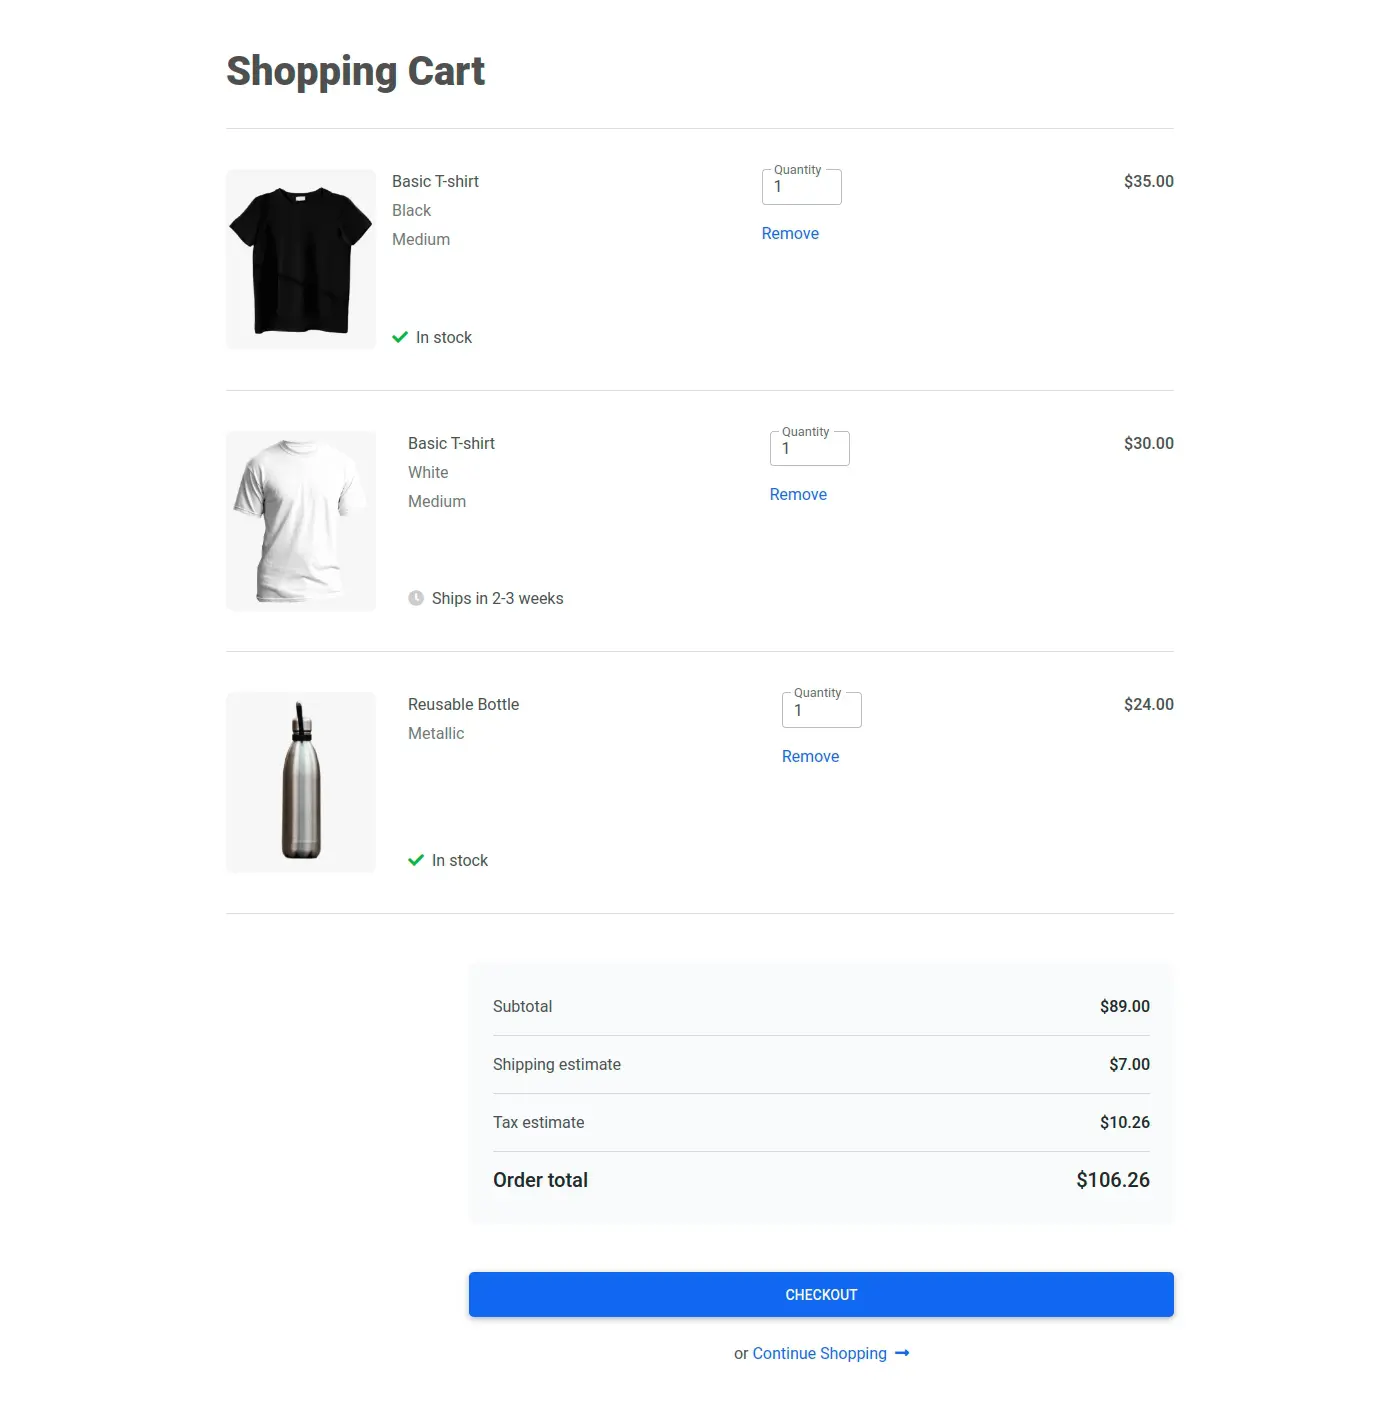 Shopping Cart
Basic T-shirt
Black
Medium
In stock
Quantity
1
Remove
$35.00
Basic T-shirt
White
Medium
Ships in 2-3 weeks
Quantity
1
Remove
$30.00
Reusable Bottle
Metallic
In stock
Quantity
1
Remove
$24.00
Subtotal $89.00
Shipping estimate $7.00
Tax estimate $10.26
Order total $106.26
CHECKOUT
or Continue Shopping